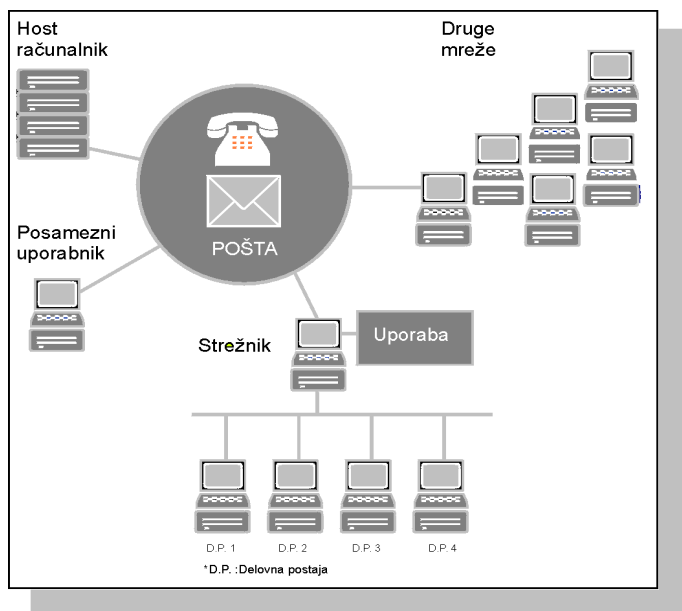 Host
računalnik
Druge
mreže
POŠTA
Posamezni
uporabnik
Strežnik
Uporaba
D.P. 1
D.P. 2
D.P. 3
D.P. 4
*D.P. :Delovna postaja